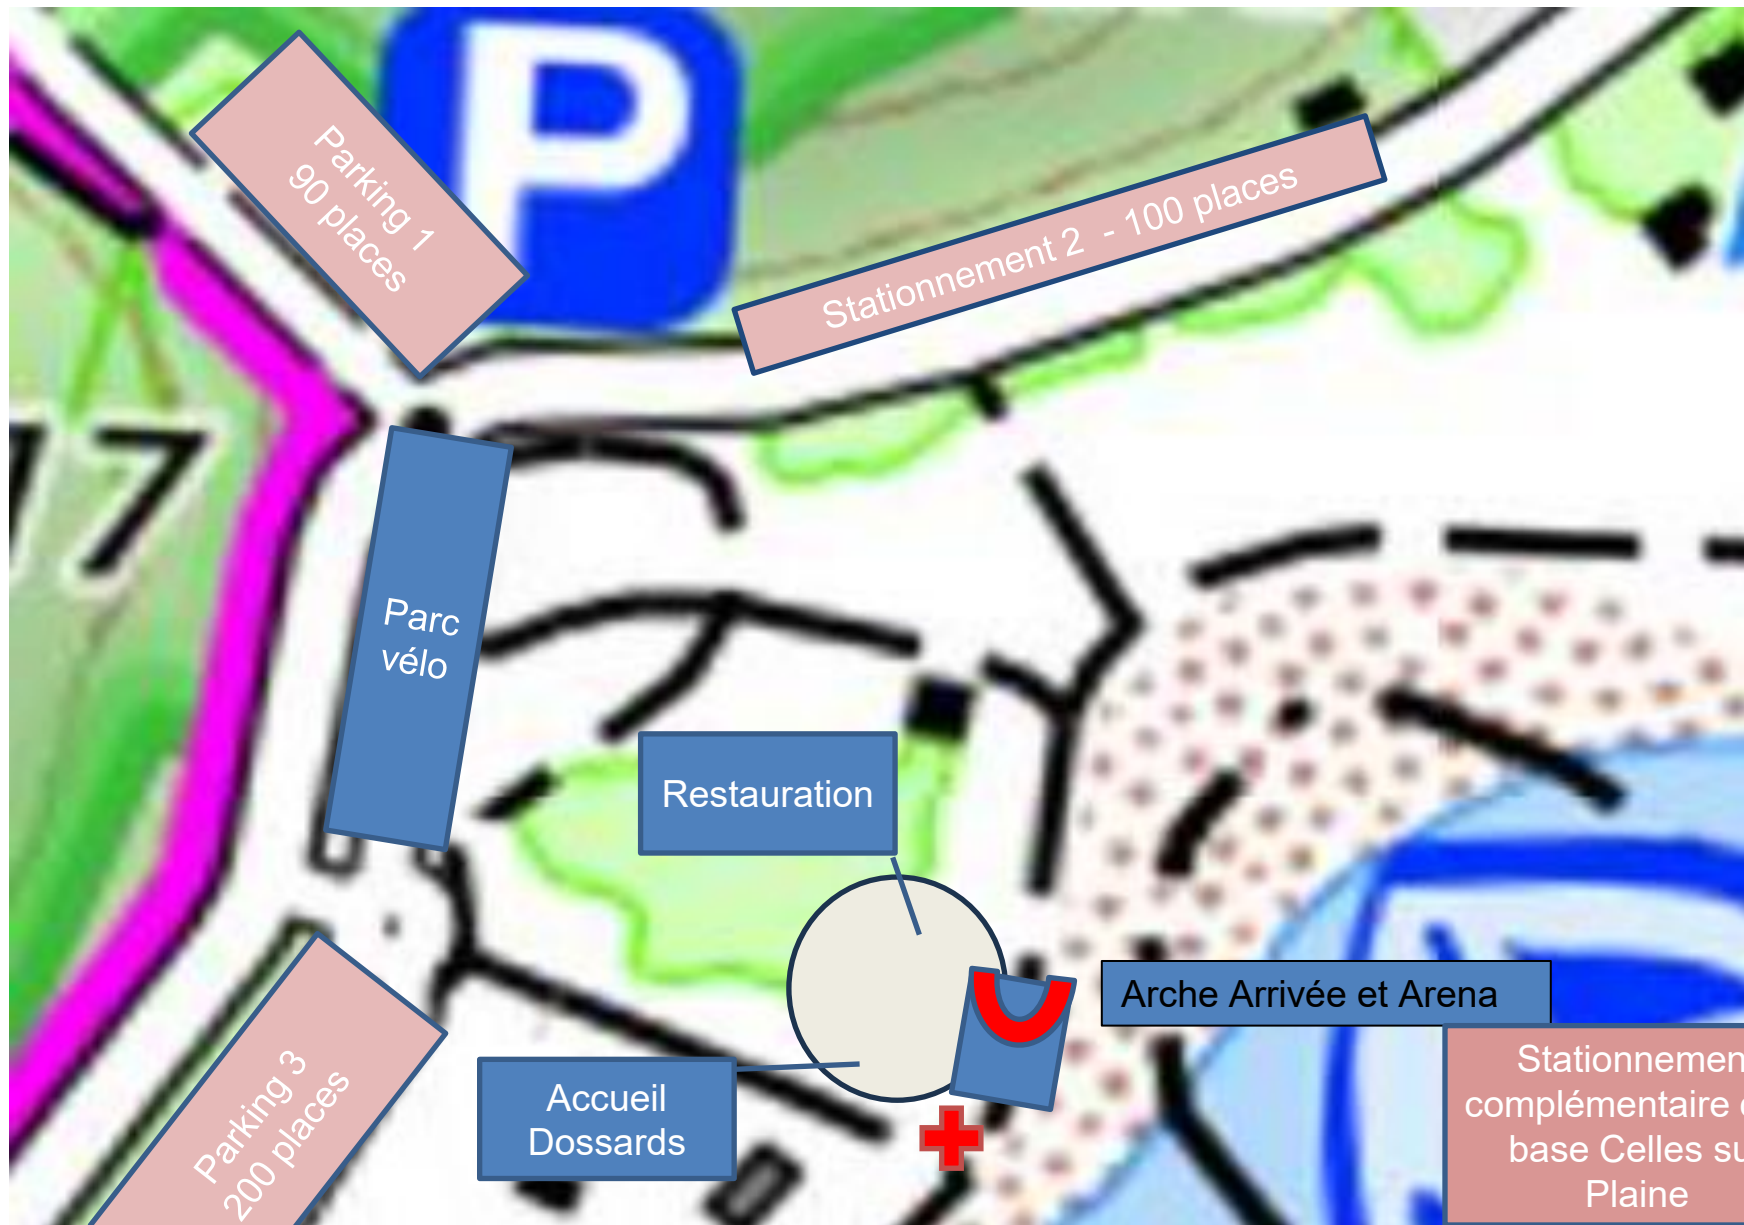 P
Parking 1
90 places
Stationnement 2 - 100 places
17
Parc
vélo
Restauration
Arche Arrivée et Arena
Accueil
Dossards
Parking 3
200 places
Stationnemen
complémentaire
base Celles su
Plaine